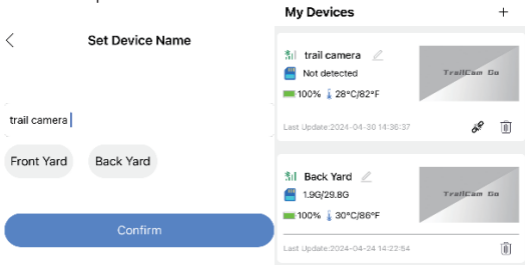 Set Device Name
trail camera
Front Yard
Back Yard
Confirm
My Devices
trail camera
Not detected
TrailCam Go
100% 28°C/82°F
Last Update:2024-04-30 14:36:37
Back Yard
1.9G/29.8G
TrailCam Go
100% 30°C/86°F
Last Update:2024-04-24 14:22:54